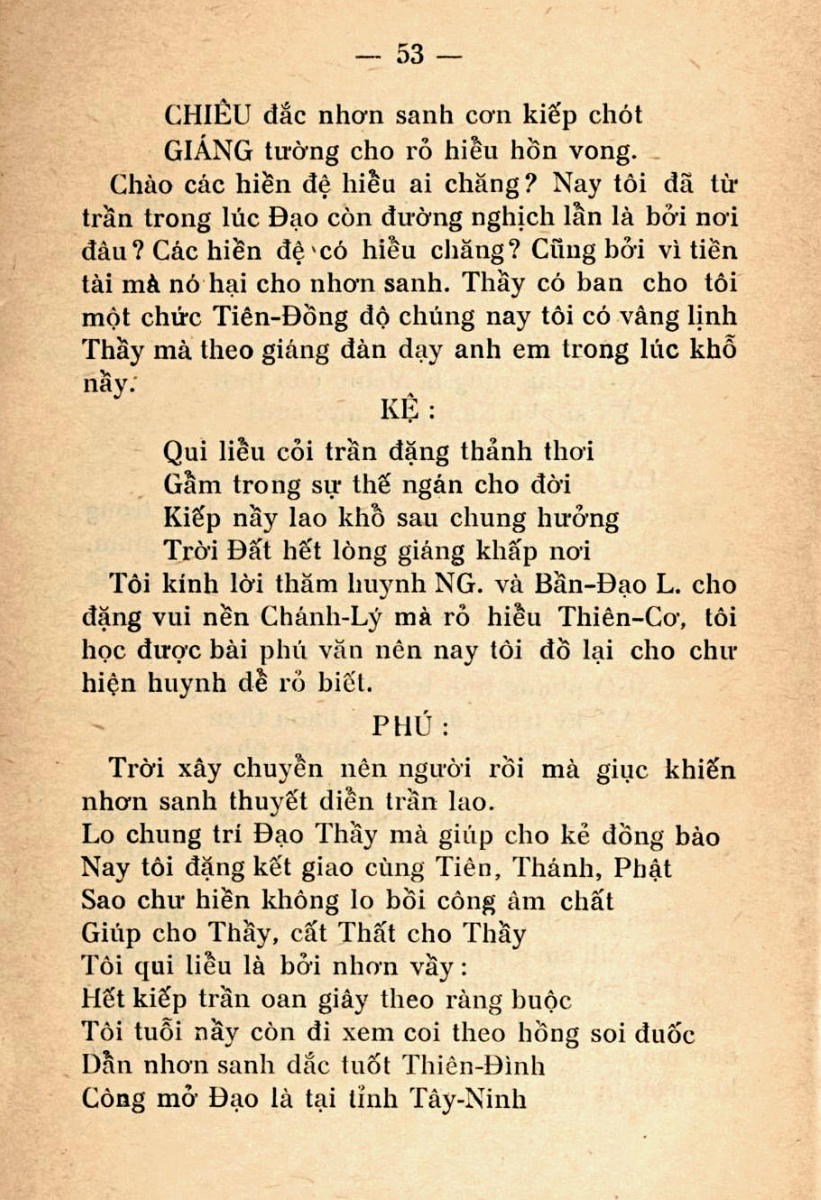 — 53 —
CHIÊU đắc nhơn sanh cơn kiếp chót
GIÁNG tường cho rỏ hiểu hồn vong.
Chào các hiền đệ hiểu ai chăng? Nay tôi đã từ
trần trong lúc Đạo còn đường nghịch lẫn là bởi nơi
đâu? Các hiền đệ có hiểu chăng? Cũng bởi vì tiền
tài mà nó hại cho nhơn sanh. Thầy có ban cho tôi
một chức Tiên-Đồng độ chúng nay tôi có vâng lịnh
Thầy mà theo giáng đàn dạy anh em trong lúc khổ
nầy.
KỆ :
Qui liễu cỏi trần đặng thảnh thơi
Gẫm trong sự thế ngán cho đời
Kiếp nầy lao khổ sau chung hưởng
Trời Đất hết lòng giáng khấp nơi
Tôi kính lời thăm huynh NG. và Bần-Đạo L. cho
đặng vui nền Chánh-Lý mà rỏ hiểu Thiên-Cơ, tôi
học được bài phú văn nên nay tôi đồ lại cho chư
hiện huynh dễ rỏ biết.
PHÚ :
Trời xây chuyển nên người rồi mà giục khiến
nhơn sanh thuyết diễn trần lao.
Lo chung trí Đạo Thầy mà giúp cho kẻ đồng bào
Nay tôi đặng kết giao cùng Tiên, Thánh, Phật
Sao chư hiền không lo bồi công âm chất
Giúp cho Thầy, cất Thất cho Thầy
Tôi qui liễu là bởi nhơn vầy :
Hết kiếp trần oan giây theo ràng buộc
Tôi tuổi nầy còn đi xem coi theo hồng soi đuốc
Dẫn nhơn sanh dắc tuốt Thiên-Đình
Công mở Đạo là tại tỉnh Tây-Ninh